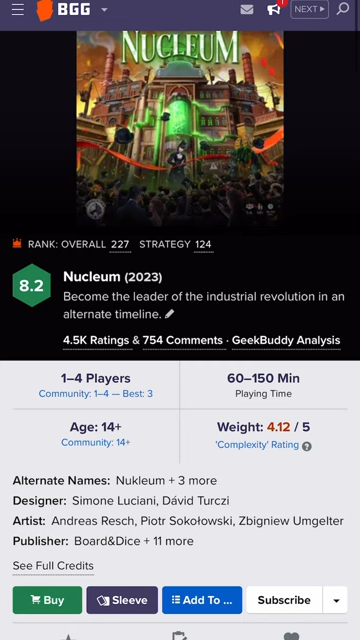 BGG
1
NEXT ▶
NUCLEUM
RANK: OVERALL 227 STRATEGY 124
8.2
Nucleum (2023)
Become the leader of the industrial revolution in an
alternate timeline.
4.5K Ratings & 754 Comments · GeekBuddy Analysis
1–4 Players
Community: 1–4 — Best: 3
60–150 Min
Playing Time
Age: 14+
Community: 14+
Weight: 4.12 / 5
'Complexity' Rating ?
Alternate Names: Nukleum + 3 more
Designer: Simone Luciani, Dávid Turczi
Artist: Andreas Resch, Piotr Sokołowski, Zbigniew Umgelter
Publisher: Board&Dice + 11 more
See Full Credits
Buy
Sleeve
Add To ...
Subscribe